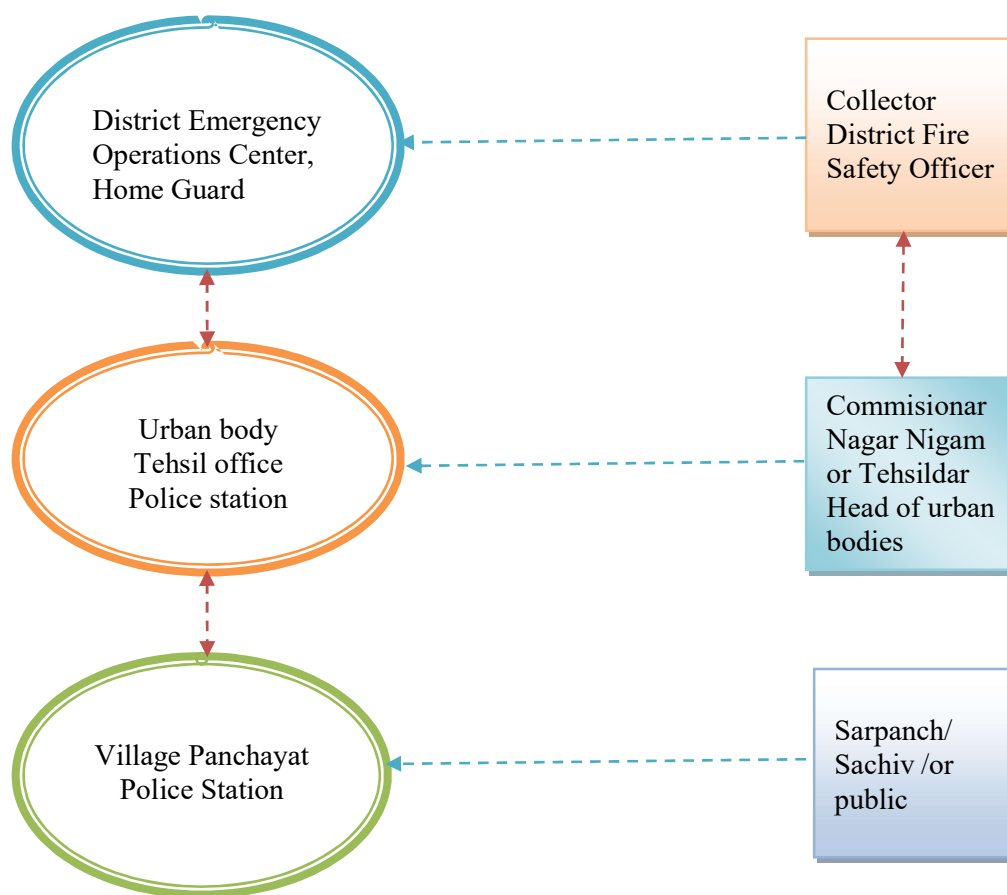 District Emergency
Operations Center,
Home Guard
Collector
District Fire
Safety Officer
Urban body
Tehsil office
Police station
Commisionar
Nagar Nigam
or Tehsildar
Head of urban
bodies
Village Panchayat
Police Station
Sarpanch/
Sachiv /or
public